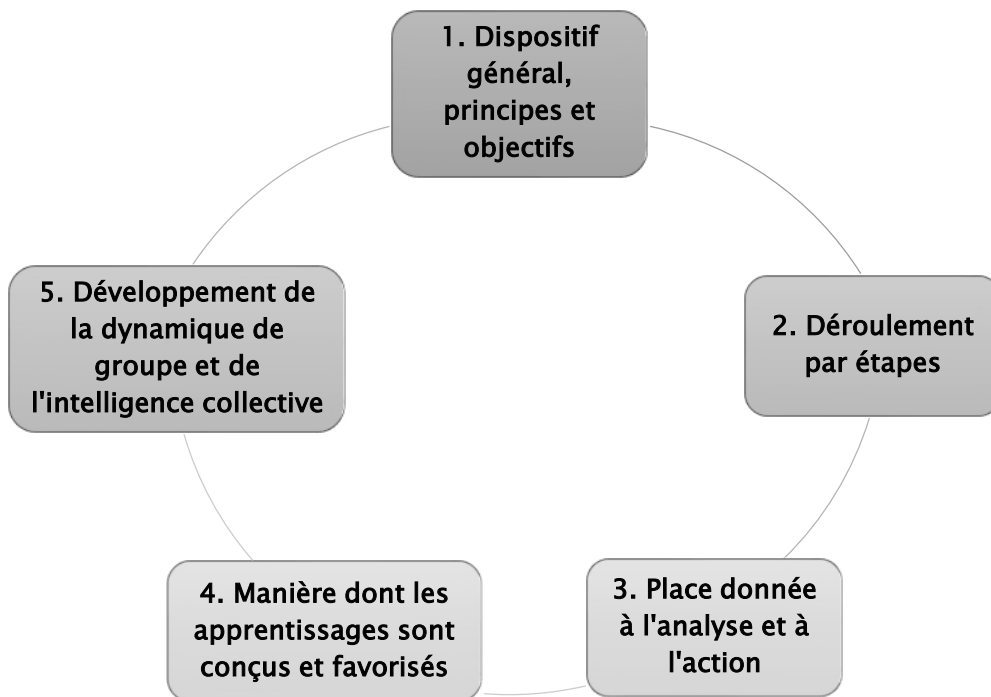 1. Dispositif
général,
principes et
objectifs
2. Déroulement
par étapes
3. Place donnée
à l'analyse et à
l'action
4. Manière dont les
apprentissages sont
conçus et favorisés
5. Développement de
la dynamique de
groupe et de
l'intelligence collective